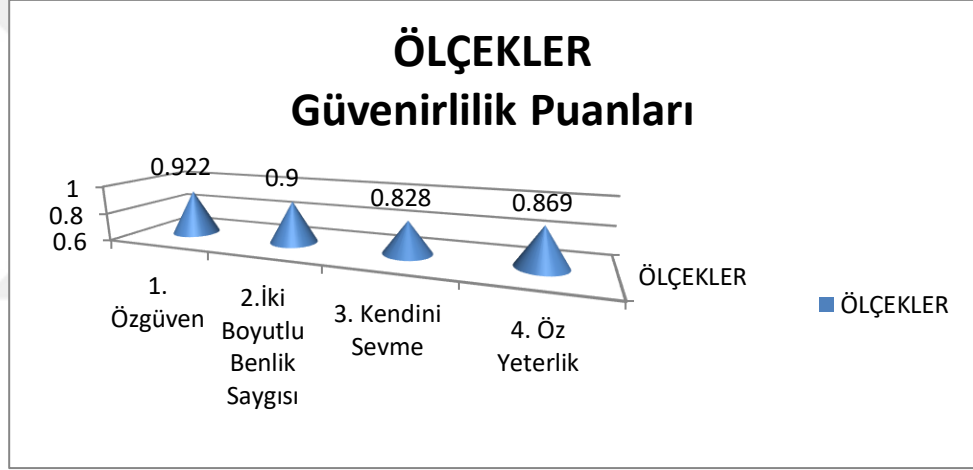 ÖLÇEKLER
Güvenirlilik Puanları
0.922
0.9
0.828
0.869
1
0.8
0.6
ÖLÇEKLER
1.
Özgüven
2.İki
Boyutlu
Benlik
Saygısı
3. Kendini
Sevme
4. Öz
Yeterlik
ÖLÇEKLER